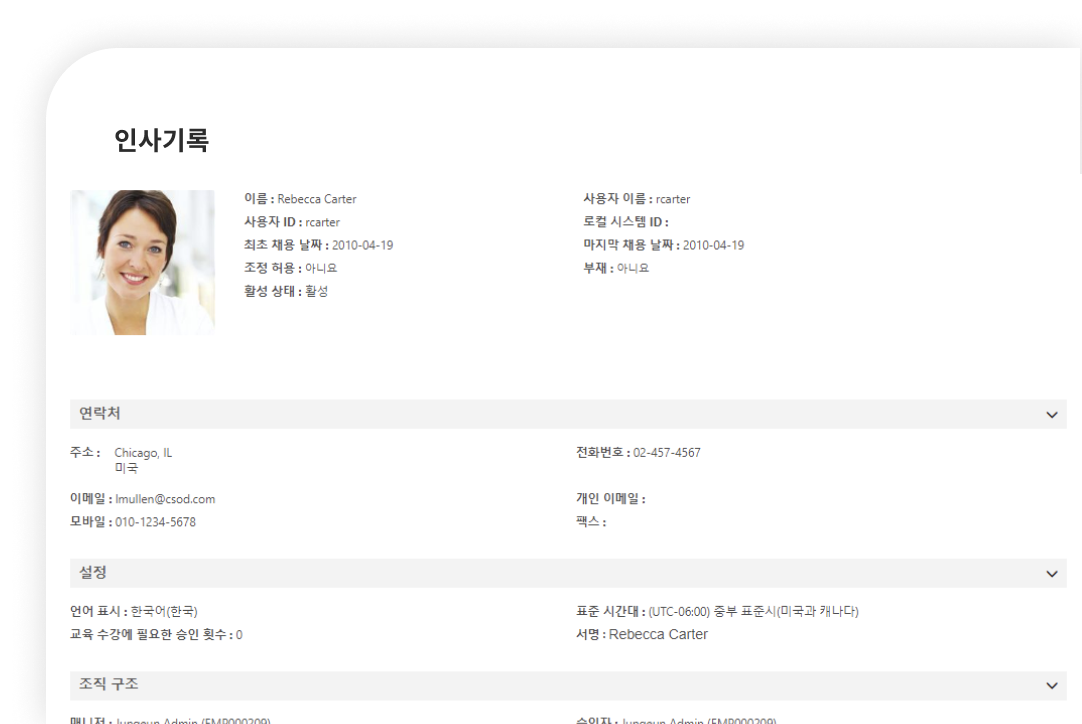 인사기록
이름 : Rebecca Carter
사용자 이름 : rcarter
사용자 ID : rcarter
로컬 시스템 ID :
최초 채용 날짜 : 2010-04-19
마지막 채용 날짜 : 2010-04-19
조정 허용 : 아니요
부재 : 아니요
활성 상태 : 활성
연락처
주소 : Chicago, IL
미국
전화번호 : 02-457-4567
이메일 : lmullen@csod.com
개인 이메일 :
모바일 : 010-1234-5678
팩스 :
설정
언어 표시 : 한국어(한국)
표준 시간대 : (UTC-06:00) 중부 표준시(미국과 캐나다)
교육 수강에 필요한 승인 횟수 : 0
서명 : Rebecca Carter
조직 구조
매니저 : Jungeun Admin (EMP000209)
승인자 : Jungeun Admin (EMP000209)